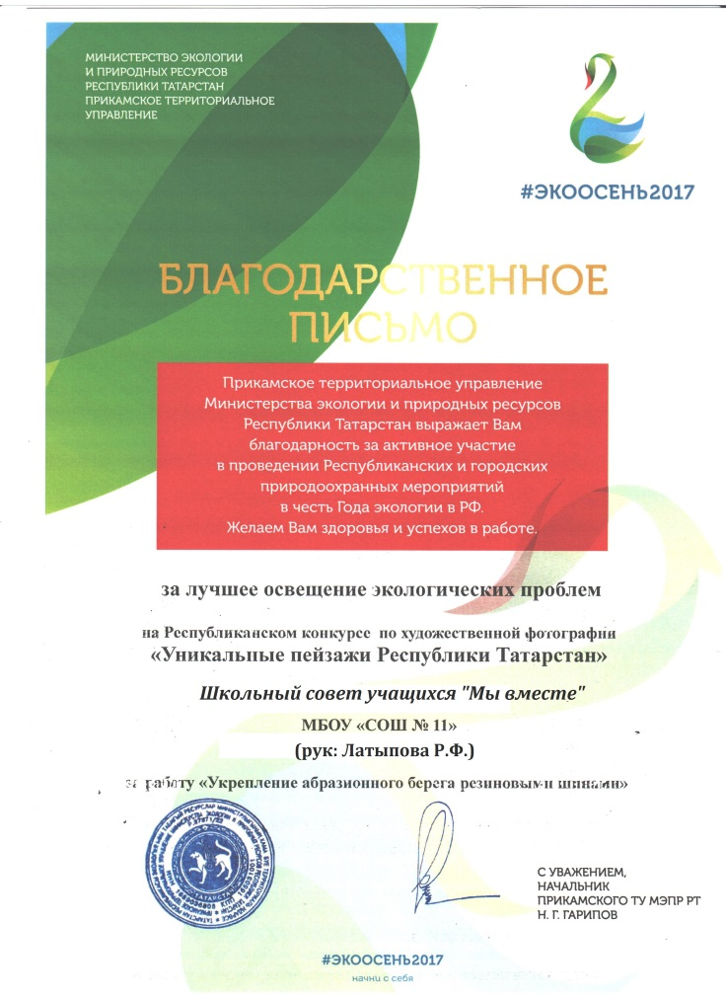 МИНИСТЕРСТВО ЭКОЛОГИИ
И ПРИРОДНЫХ РЕСУРСОВ
РЕСПУБЛИКИ ТАТАРСТАН
ПРИКАМСКОЕ ТЕРРИТОРИАЛЬНОЕ
УПРАВЛЕНИЕ
#ЭКООСЕНЬ2017
БЛАГОДАРСТВЕННОЕ
ПИСЬМО
Прикамское территориальное управление
Министерства экологии и природных ресурсов
Республики Татарстан выражает Вам
благодарность за активное участие
в проведении Республиканских и городских
природоохранных мероприятий
в честь Года экологии в РФ.
Желаем Вам здоровья и успехов в работе.
за лучшее освещение экологических проблем
на Республиканском конкурсе по художественной фотографии
«Уникальные пейзажи Республики Татарстан»
Школьный совет учащихся "Мы вместе"
МБОУ «СОШ № 11»
(рук: Латыпова Р.Ф.)
за работу «Укрепление абразионного берега резиновыми шинами»
ТАТАРСТАН
С УВАЖЕНИЕМ,
НАЧАЛЬНИК
ПРИКАМСКОГО ТУ МЭПР РТ
Н. Г. ГАРИПОВ
#ЭКООСЕНЬ2017
начни с себя